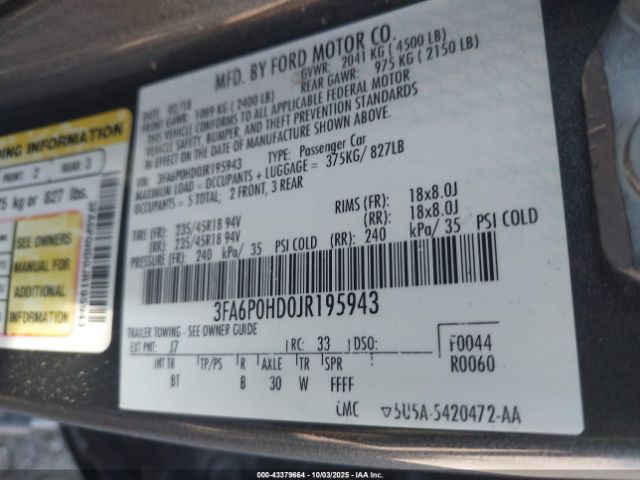 MFD. BY FORD MOTOR CO.
DATE: 02/18 GVWR: 2041 KG (4500 LB)
FRONT GAWR: 1089 KG (2400 LB) REAR GAWR: 975 KG (2150 LB)
THIS VEHICLE CONFORMS TO ALL APPLICABLE FEDERAL MOTOR
VEHICLE SAFETY, BUMPER, AND THEFT PREVENTION STANDARDS
IN EFFECT ON THE DATE OF MANUFACTURE SHOWN ABOVE.
VIN: 3FA6P0HD0JR195943 TYPE: Passenger Car
MAXIMUM LOAD = OCCUPANTS + LUGGAGE = 375KG/ 827LB
OCCUPANTS = 5 TOTAL; 2 FRONT, 3 REAR
TIRE (FR): 235/45R18 94V RIMS (FR): 18x8.0J
(RR): 235/45R18 94V (RR): 18x8.0J
PRESSURE (FR): 240 kPa/ 35 PSI COLD (RR): 240 kPa/ 35 PSI COLD
3FA6P0HD0JR195943
TRAILER TOWING - SEE OWNER GUIDE
EXT PNT: J7 RC: 33 DSO: F0044
R0060
INT TR TP/PS R AXLE TR SPR
BT B 30 W FFFF
5USA-5420472-AA
DING INFORMATION
FRONT: 2 REAR: 3
75 kg or 827 lbs.
SEE OWNERS
MANUAL FOR
ADDITIONAL
INFORMATION
000-43379664 - 10/03/2025 - IAA